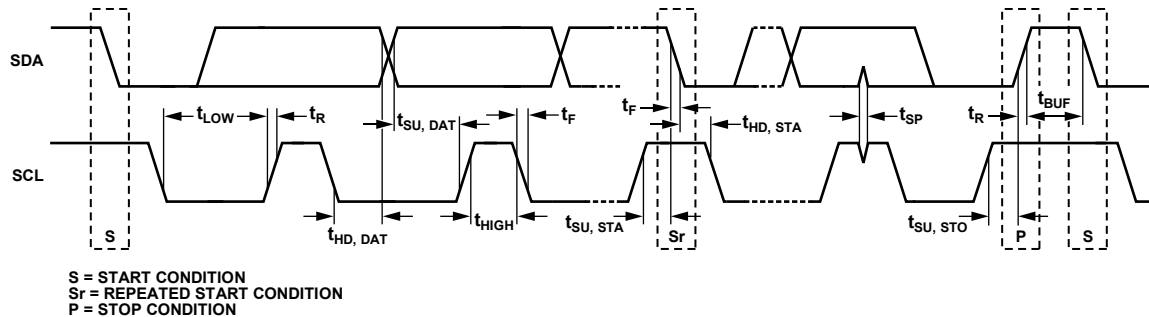 SDA
tLOW
tR
tSU, DAT
tF
tF
tHD, STA
tSP
tR
tBUF
SCL
S
tHD, DAT
tHIGH
tSU, STA
Sr
tSU, STO
P
S
S = START CONDITION
Sr = REPEATED START CONDITION
P = STOP CONDITION